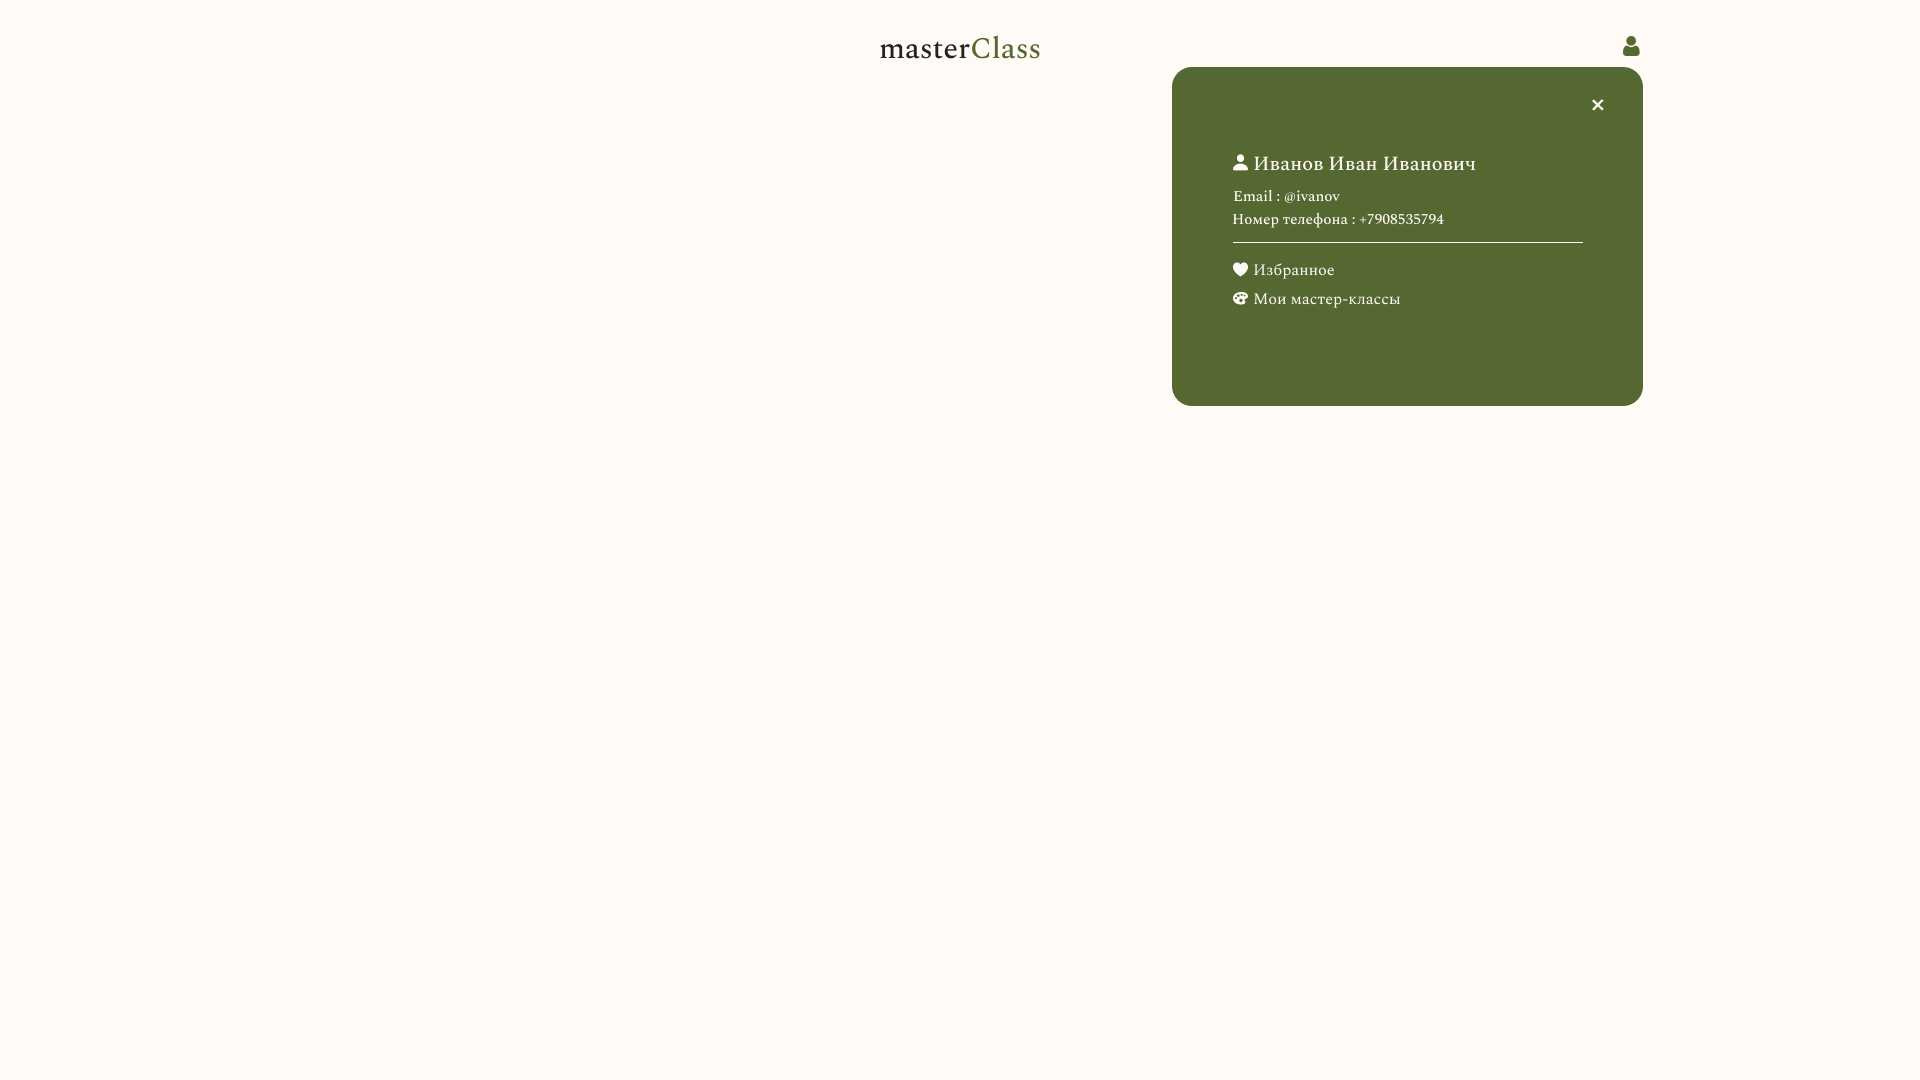 masterClass
Иванов Иван Иванович
Email : @ivanov
Номер телефона : +7908535794
Избранное
Мои мастер-классы